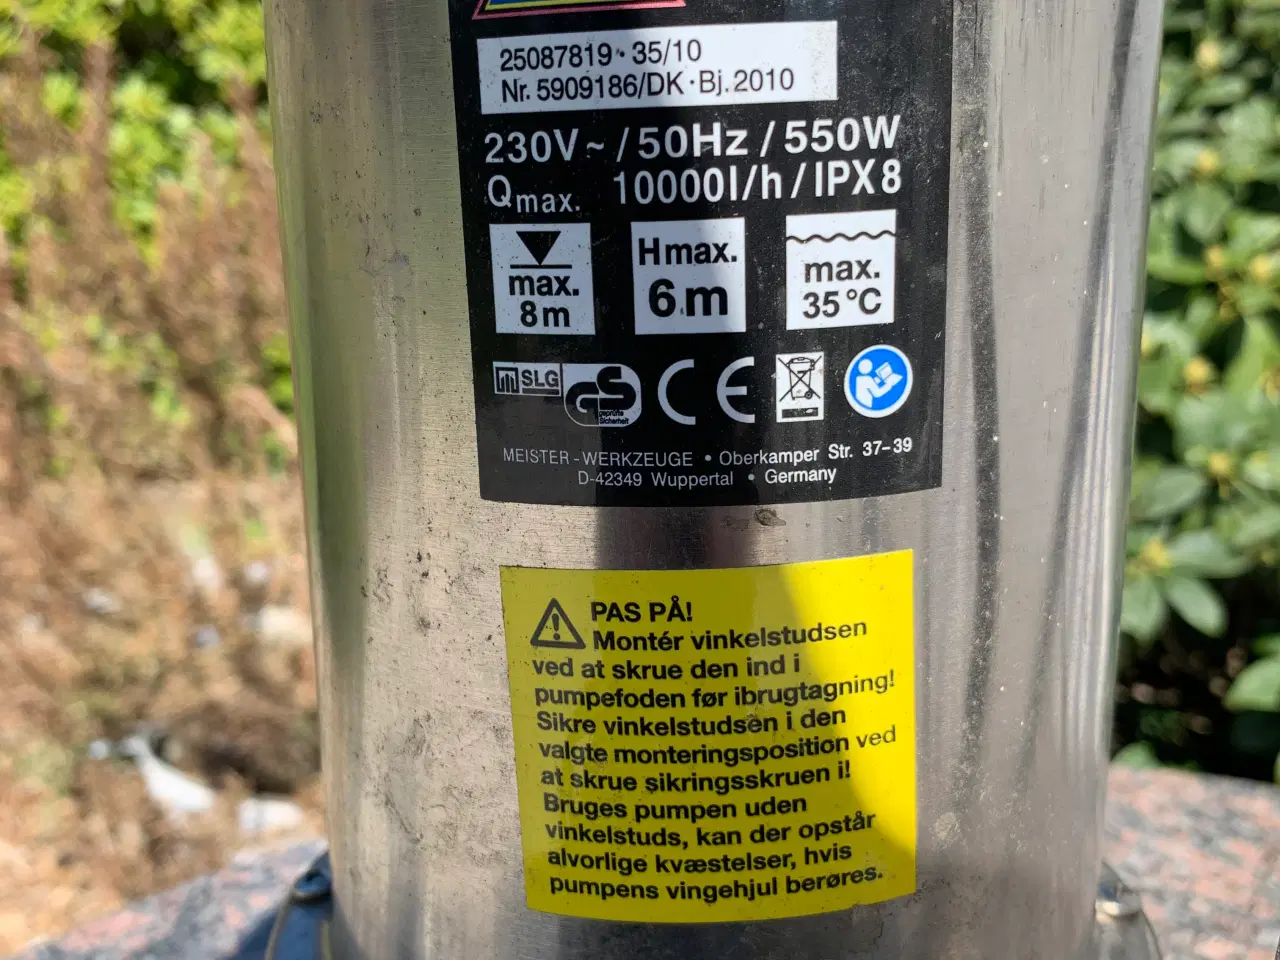 25087819 · 35/10
Nr. 5909186/DK · Bj. 2010
230V ~ / 50Hz / 550W
Qmax. 10000l/h / IPX8
max.
8m
Hmax.
6m
max.
35°C
SLG
GS
geprüfte
Sicherheit
CE
MEISTER-WERKZEUGE • Oberkamper Str. 37-39
D-42349 Wuppertal • Germany
PAS PÅ!
Montér vinkelstudsen
ved at skrue den ind i
pumpefoden før ibrugtagning!
Sikre vinkelstudsen i den
valgte monteringsposition ved
at skrue sikringsskruen i!
Bruges pumpen uden
vinkelstuds, kan der opstår
alvorlige kvæstelser, hvis
pumpens vingehjul berøres.